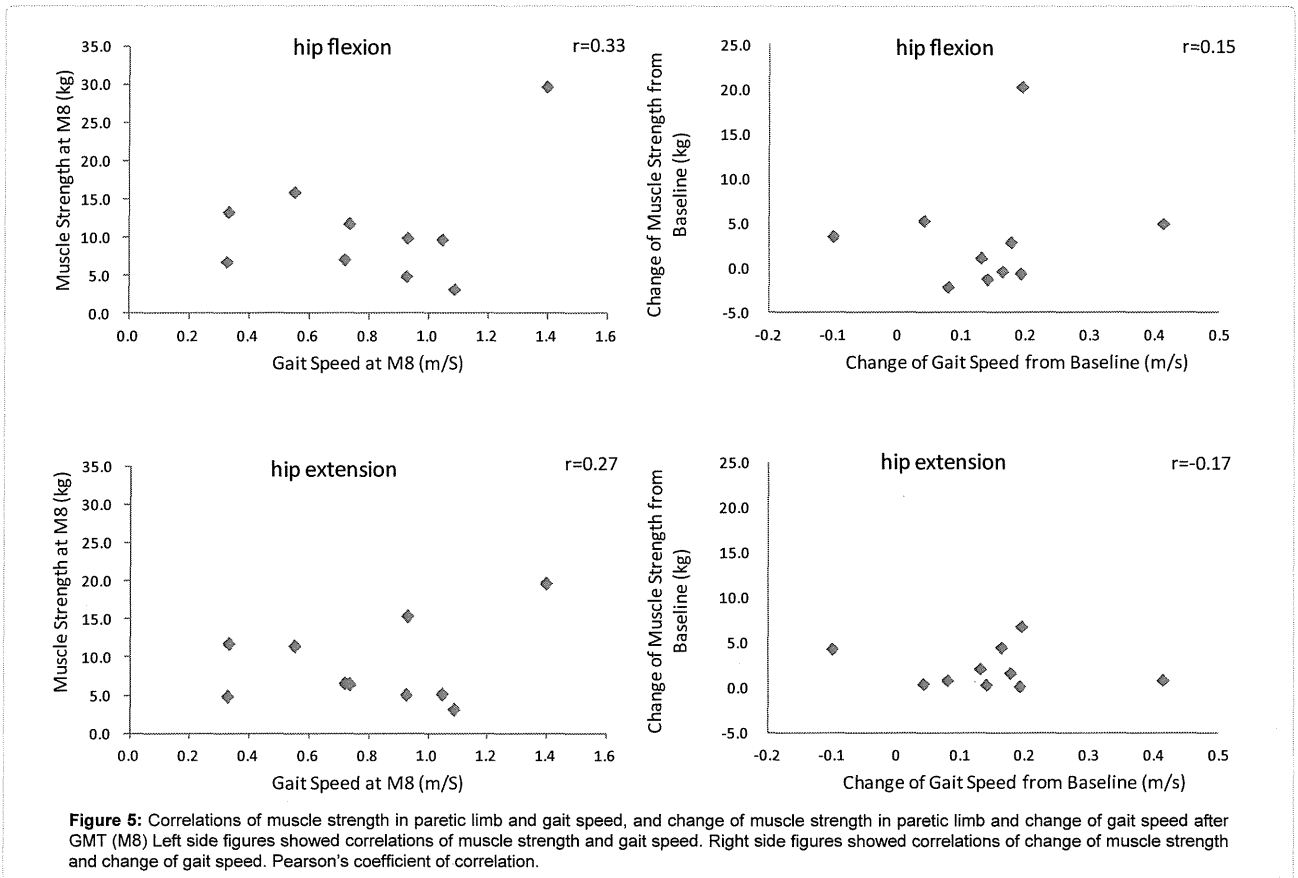 hip flexion
r=0.33
Muscle Strength at M8 (kg)
35.0
30.0
25.0
20.0
15.0
10.0
5.0
0.0
0.0 0.2 0.4 0.6 0.8 1.0 1.2 1.4 1.6
Gait Speed at M8 (m/S)
hip flexion
r=0.15
Change of Muscle Strength from
Baseline (kg)
25.0
20.0
15.0
10.0
5.0
0.0
-5.0
-0.2 -0.1 0 0.1 0.2 0.3 0.4 0.5
Change of Gait Speed from Baseline (m/s)
hip extension
r=0.27
Muscle Strength at M8 (kg)
35.0
30.0
25.0
20.0
15.0
10.0
5.0
0.0
0.0 0.2 0.4 0.6 0.8 1.0 1.2 1.4 1.6
Gait Speed at M8 (m/S)
hip extension
r=-0.17
Change of Muscle Strength from
Baseline (kg)
25.0
20.0
15.0
10.0
5.0
0.0
-5.0
-0.2 -0.1 0 0.1 0.2 0.3 0.4 0.5
Change of Gait Speed from Baseline (m/s)
Figure 5: Correlations of muscle strength in paretic limb and gait speed, and change of muscle strength in paretic limb and change of gait speed after
GMT (M8) Left side figures showed correlations of muscle strength and gait speed. Right side figures showed correlations of change of muscle strength
and change of gait speed. Pearson's coefficient of correlation.